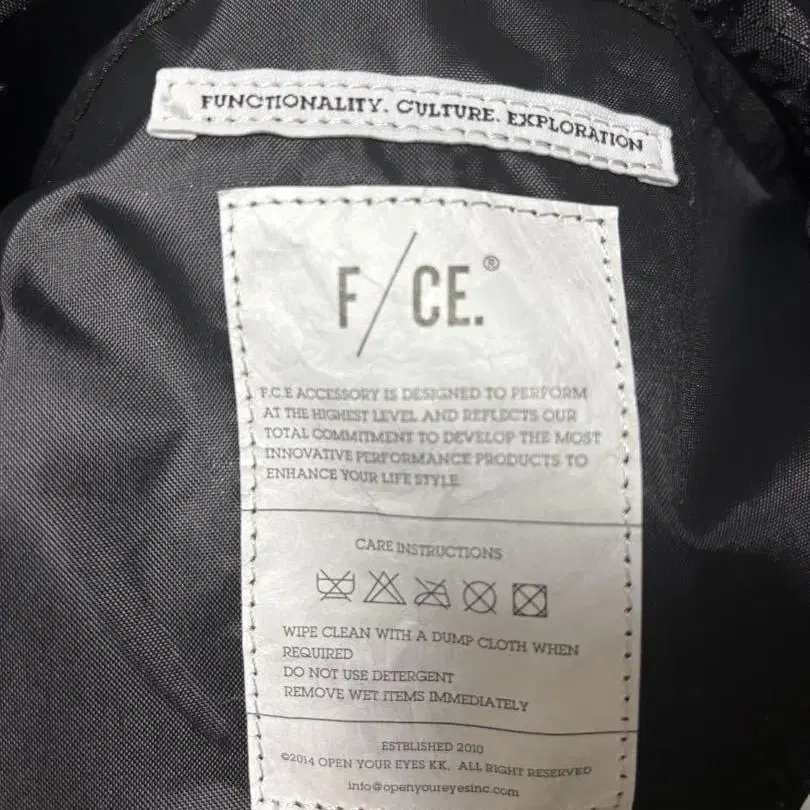 FUNCTIONALITY. CULTURE. EXPLORATION
F/CE.®
F.C.E ACCESSORY IS DESIGNED TO PERFORM
AT THE HIGHEST LEVEL AND REFLECTS OUR
TOTAL COMMITMENT TO DEVELOP THE MOST
INNOVATIVE PERFORMANCE PRODUCTS TO
ENHANCE YOUR LIFE STYLE.
CARE INSTRUCTIONS
WIPE CLEAN WITH A DUMP CLOTH WHEN
REQUIRED
DO NOT USE DETERGENT
REMOVE WET ITEMS IMMEDIATELY
ESTBLISHED 2010
©2014 OPEN YOUR EYES KK. ALL RIGHT RESERVED
info@openyoureyesinc.com